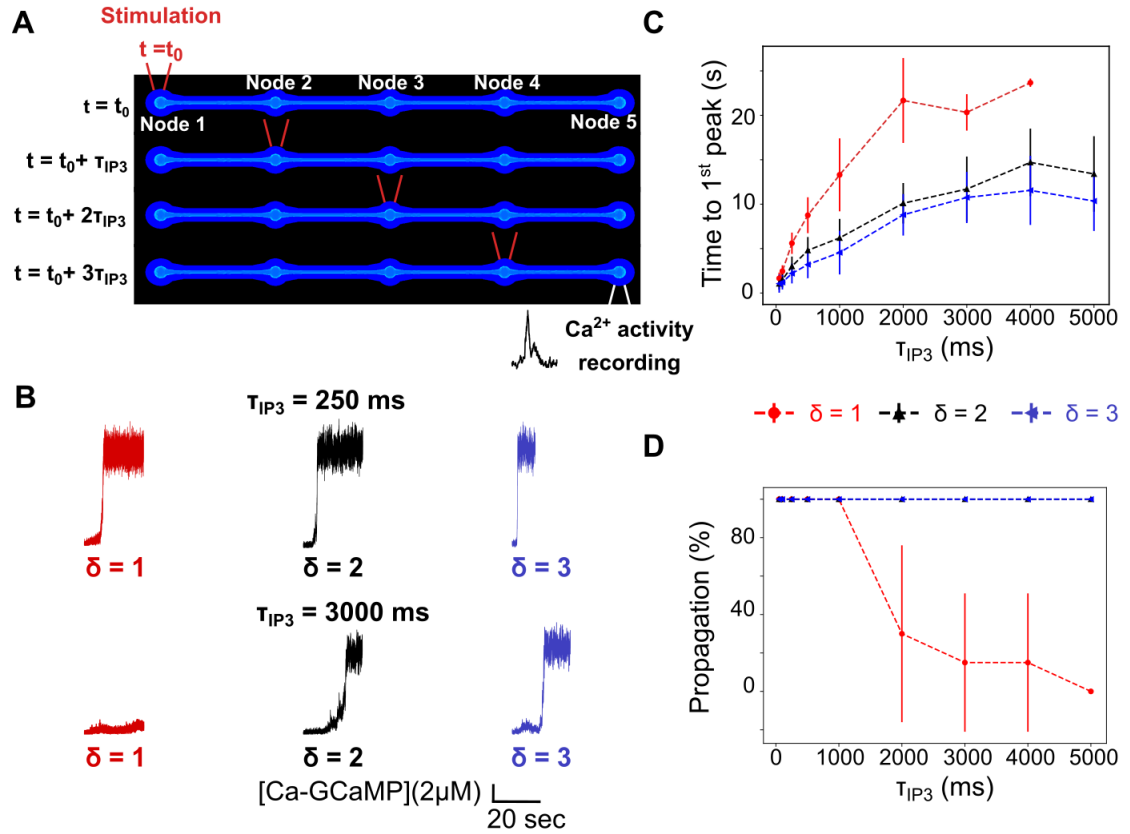 A
Stimulation
t =t₀
Node 2 Node 3 Node 4
t = t₀
Node 1 Node 5
t = t₀+ τIP3
t = t₀+ 2τIP3
t = t₀+ 3τIP3
Ca²⁺ activity
recording
B
τIP3 = 250 ms
δ = 1 δ = 2 δ = 3
τIP3 = 3000 ms
δ = 1 δ = 2 δ = 3
[Ca-GCaMP](2µM)
20 sec
C
Time to 1st peak (s)
20
10
0
0 1000 2000 3000 4000 5000
τIP3 (ms)
δ = 1 δ = 2 δ = 3
D
Propagation (%)
80
40
0
0 1000 2000 3000 4000 5000
τIP3 (ms)